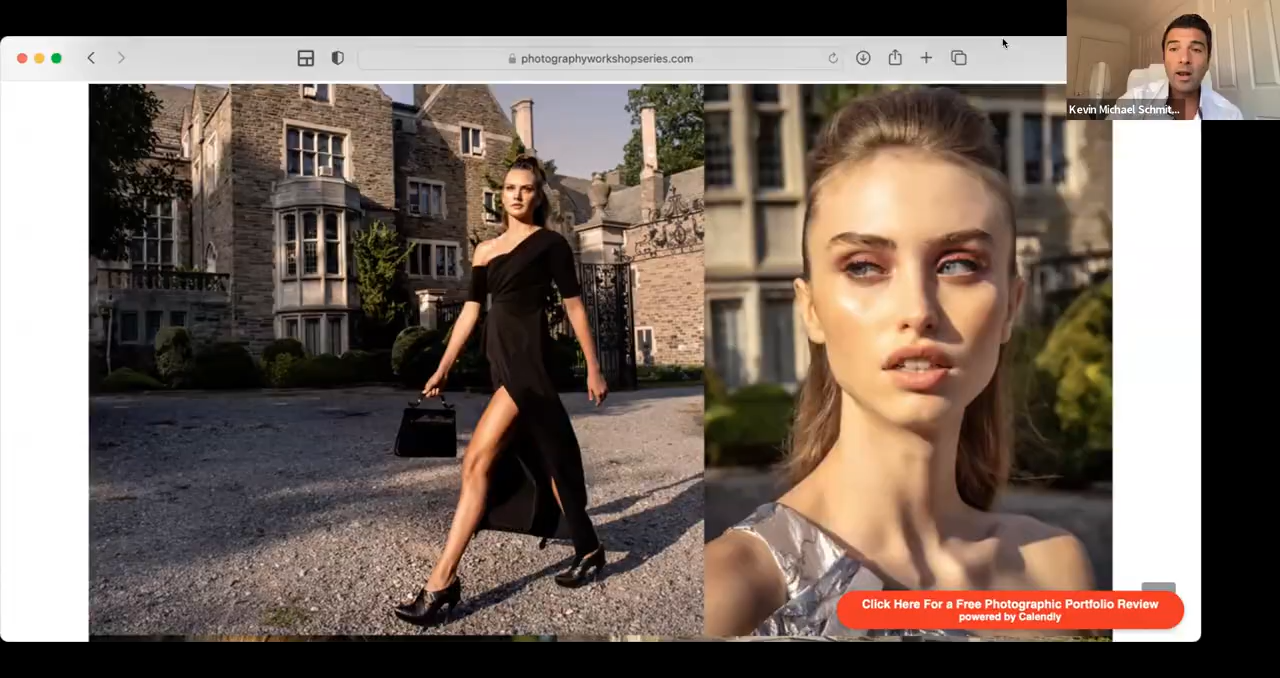 photographyworkshopseries.com
Kevin Michael Schmit...
Click Here For a Free Photographic Portfolio Review
powered by Calendly